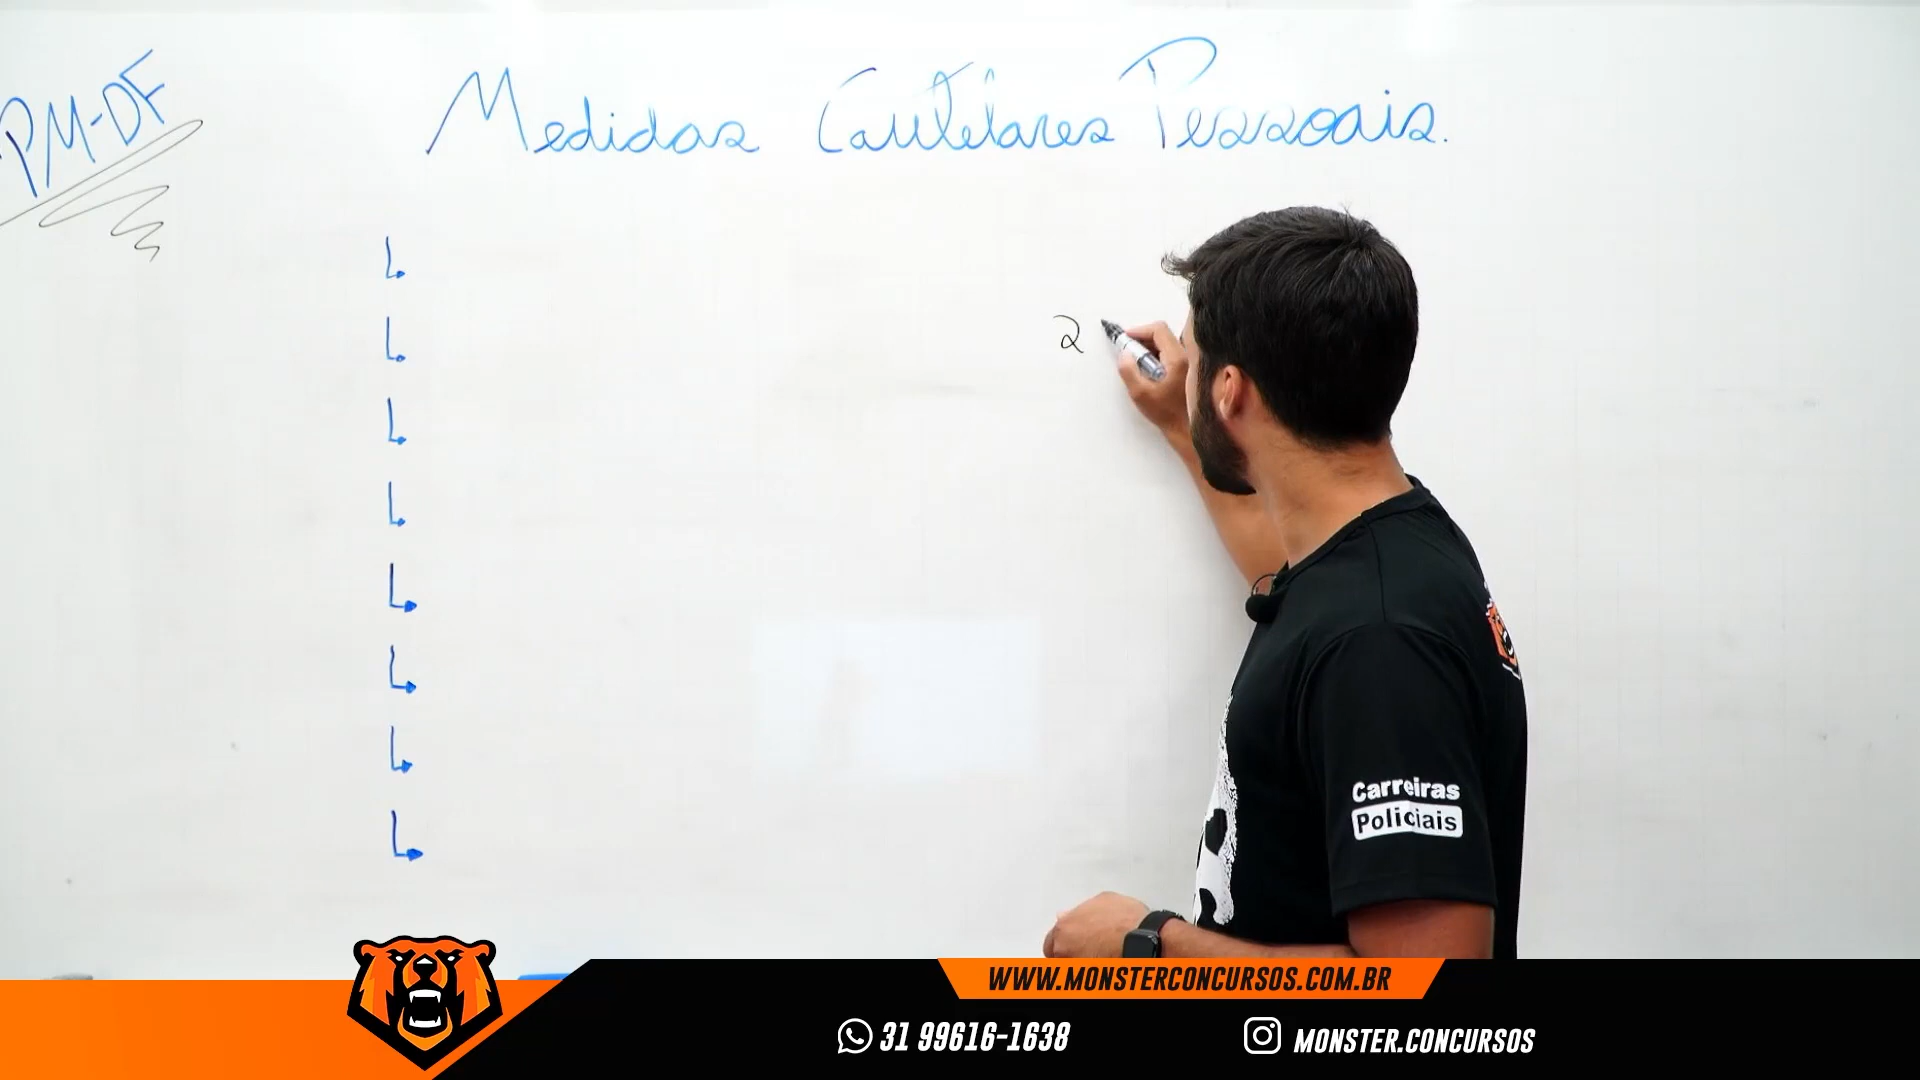 PM-DF
Medidas Cautelares Pessoais.
2
Carreiras
Policiais
WWW.MONSTERCONCURSOS.COM.BR
31 99616-1638
MONSTER.CONCURSOS